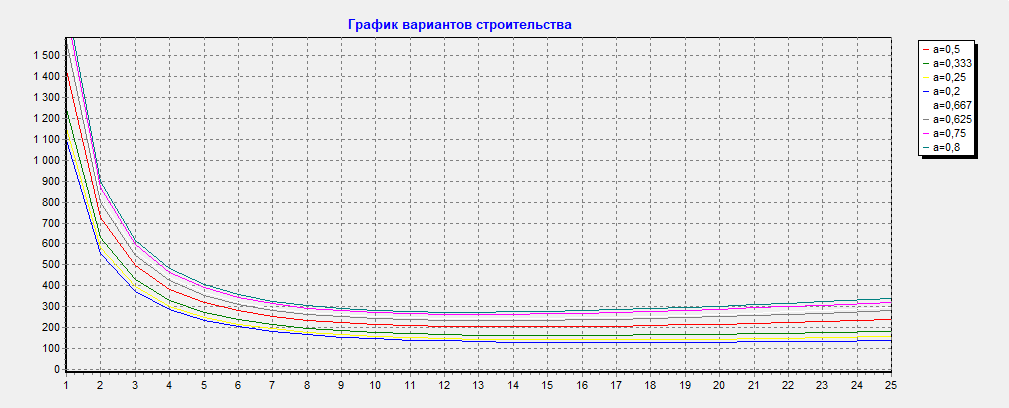 График вариантов строительства
1 500
1 400
1 300
1 200
1 100
1 000
900
800
700
600
500
400
300
200
100
0
1 2 3 4 5 6 7 8 9 10 11 12 13 14 15 16 17 18 19 20 21 22 23 24 25
a=0,5
a=0,333
a=0,25
a=0,2
a=0,667
a=0,625
a=0,75
a=0,8